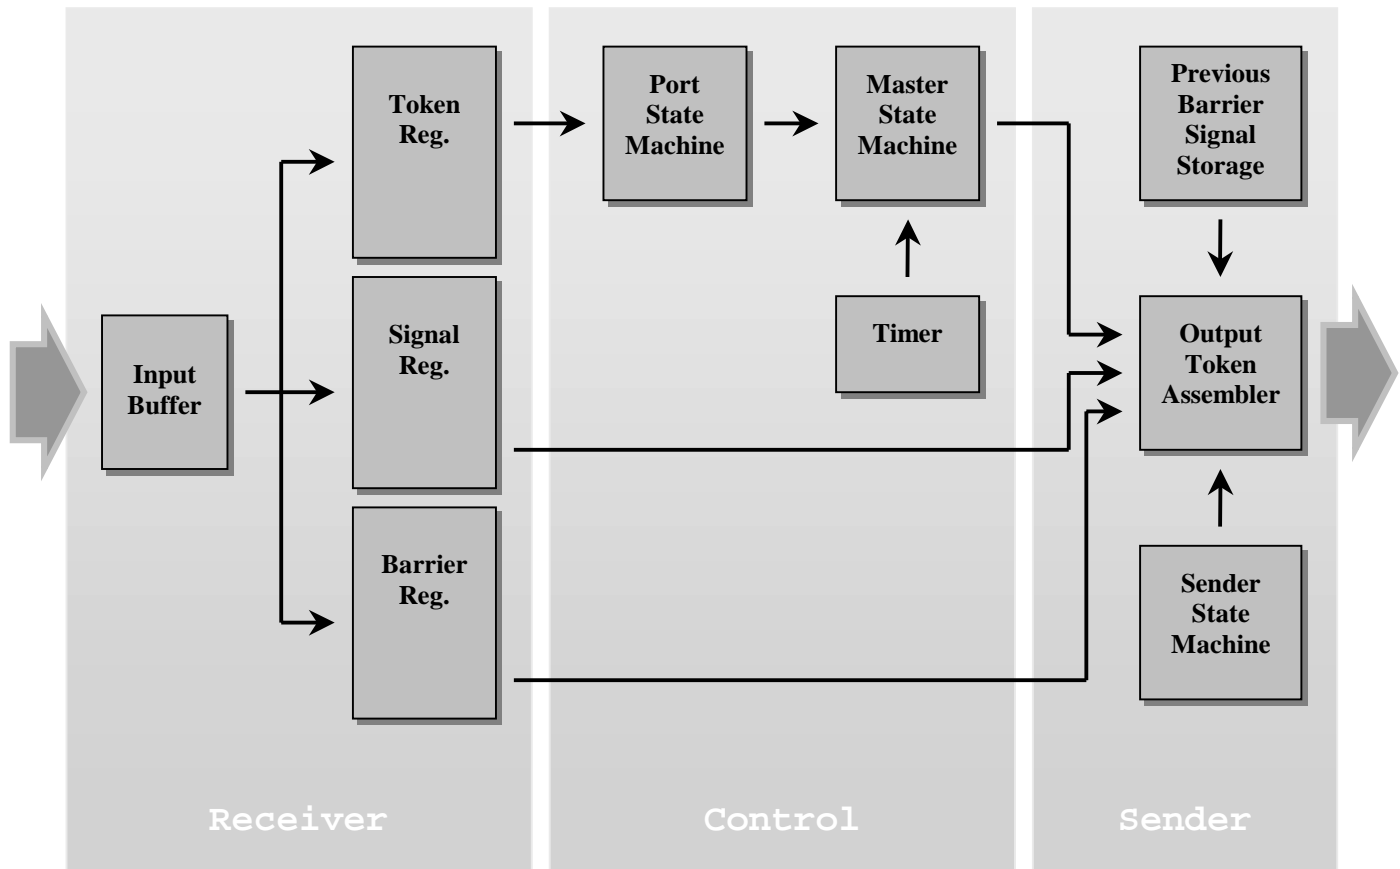 Token
Reg.
Port
State
Machine
Master
State
Machine
Previous
Barrier
Signal
Storage
Input
Buffer
Signal
Reg.
Timer
Output
Token
Assembler
Barrier
Reg.
Sender
State
Machine
Receiver
Control
Sender